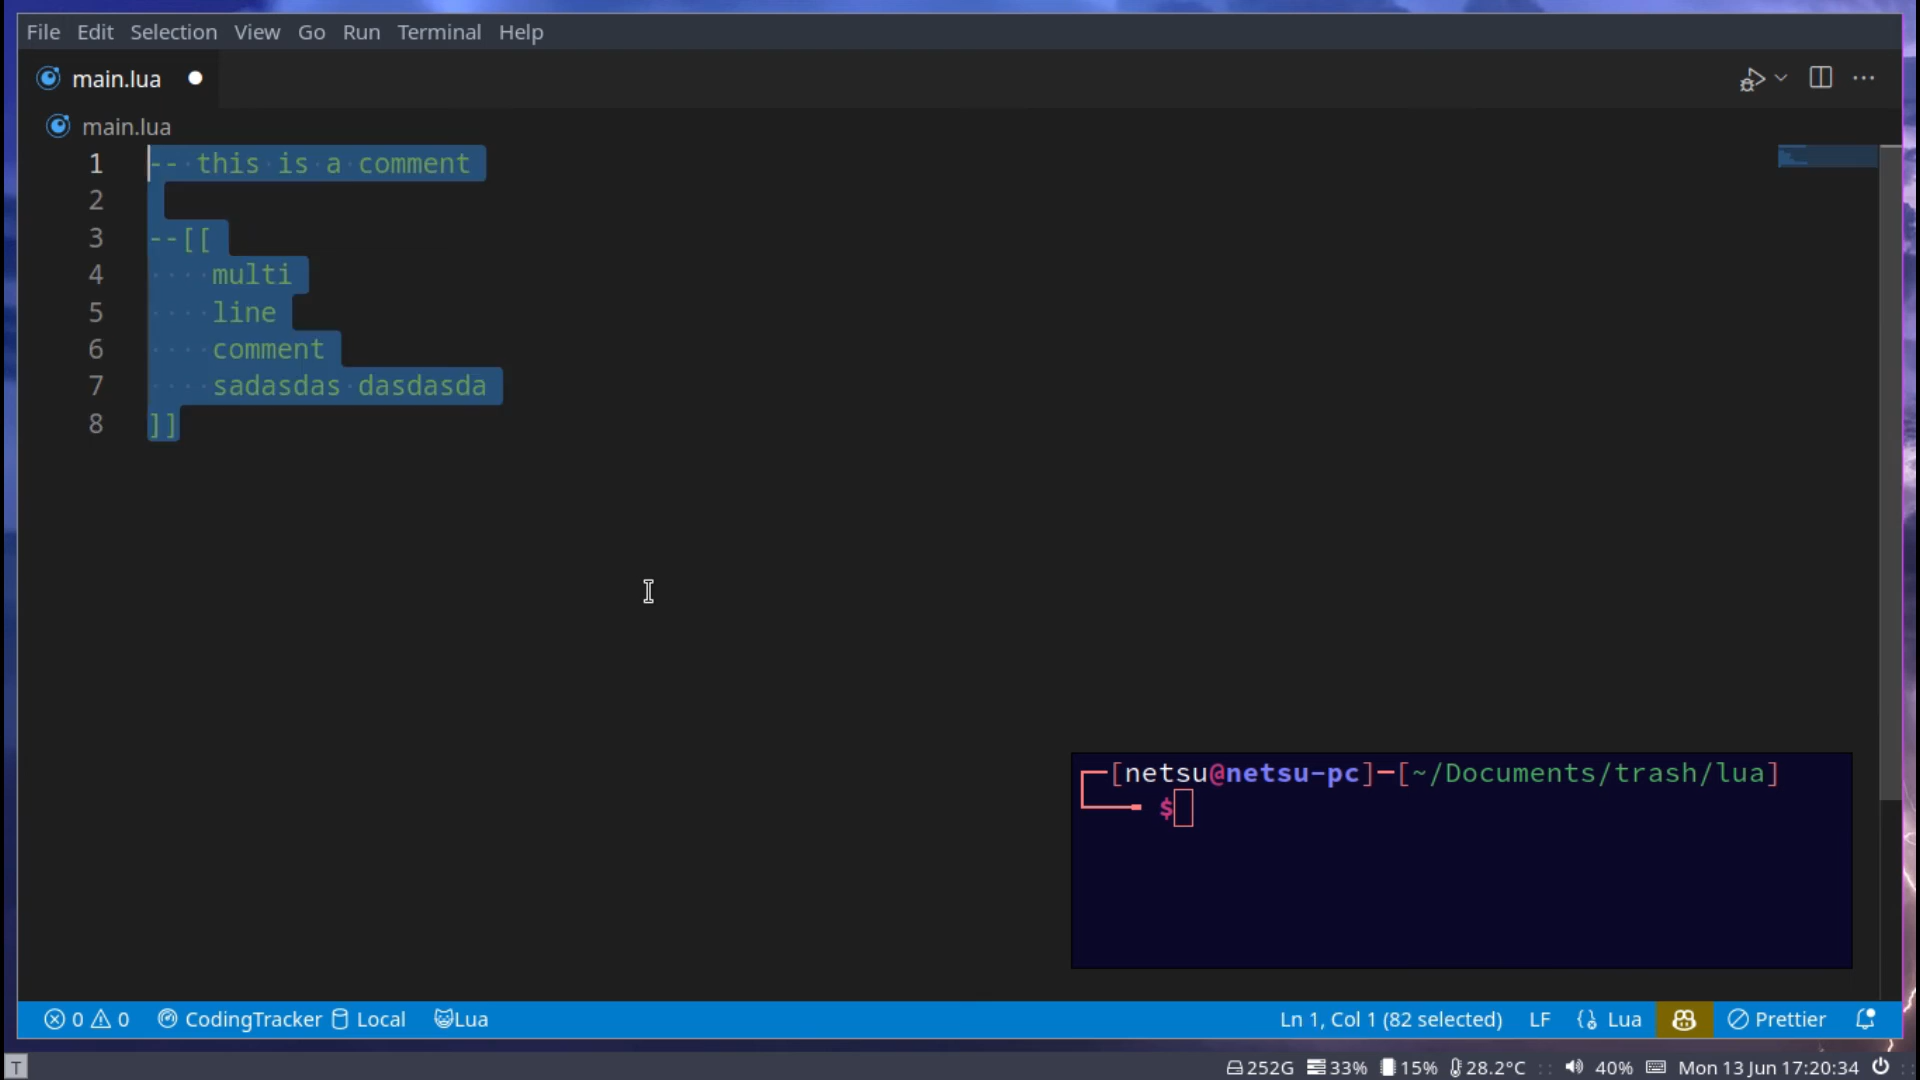 File Edit Selection View Go Run Terminal Help
main.lua
main.lua
1 -- this is a comment
2
3 --[[
4 multi
5 line
6 comment
7 sadasdas dasdasda
8 ]]
[netsu@netsu-pc]-[~/Documents/trash/lua]
$
0 0 CodingTracker Local Lua Ln 1, Col 1 (82 selected) LF Lua Prettier
T 252G 33% 15% 28.2°C :: 40% Mon 13 Jun 17:20:34